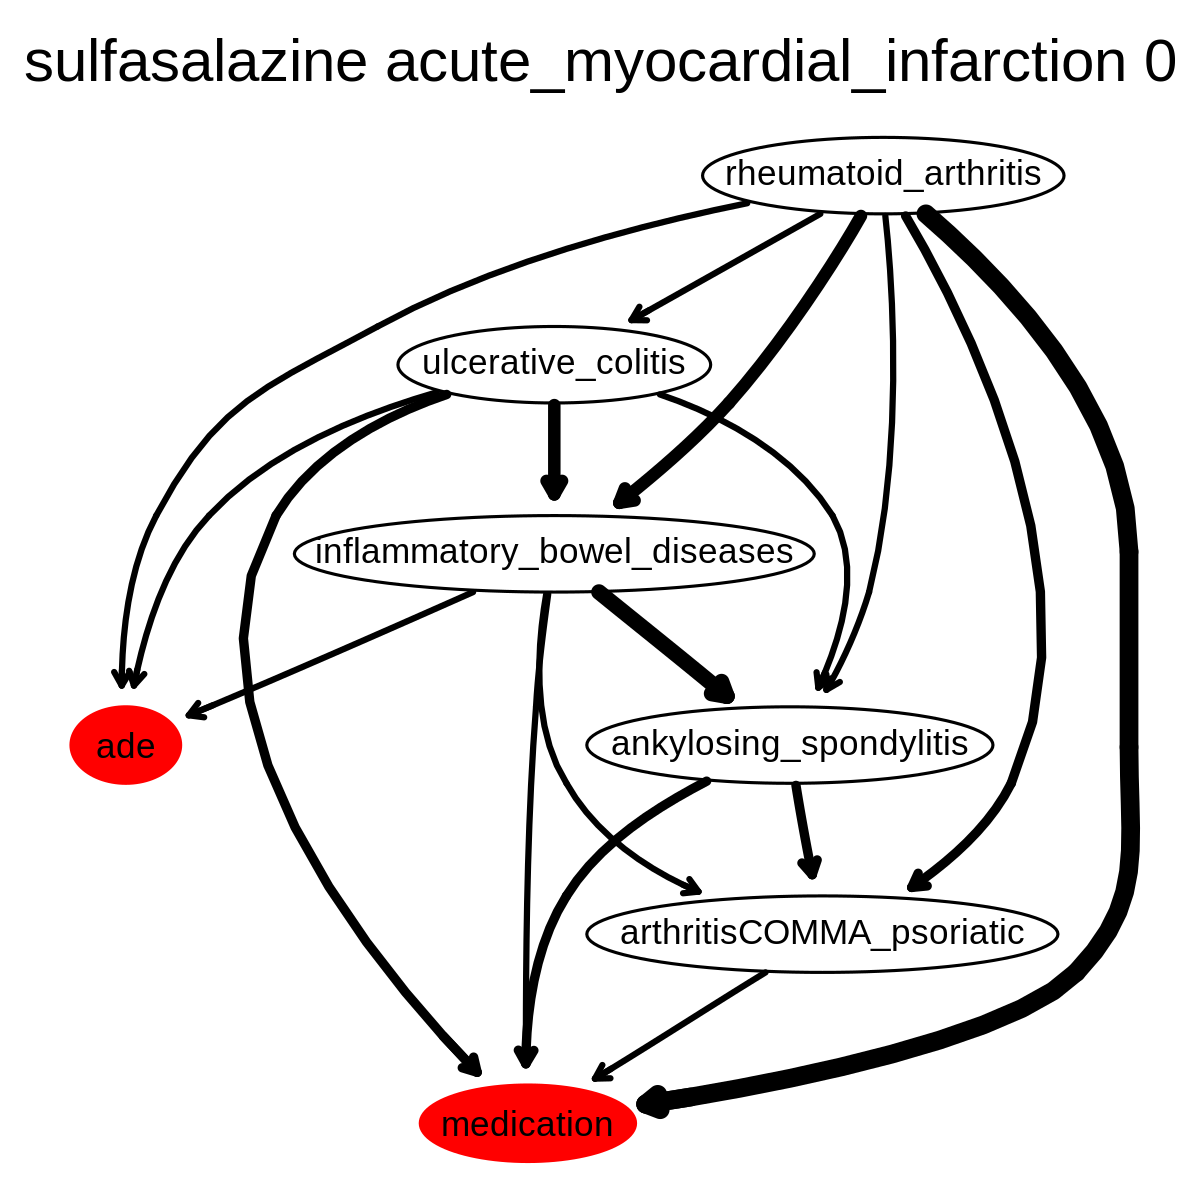 sulfasalazine acute_myocardial_infarction 0
rheumatoid_arthritis
ulcerative_colitis
inflammatory_bowel_diseases
ade
ankylosing_spondylitis
arthritisCOMMA_psoriatic
medication